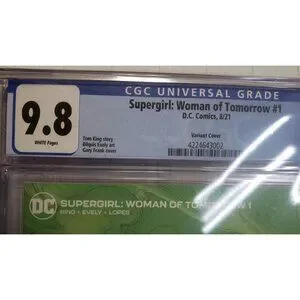 CGC UNIVERSAL GRADE
9.8
WHITE Pages
Supergirl: Woman of Tomorrow #1
D.C. Comics, 8/21
Tom King story
Bilquis Evely art
Gary Frank cover
Variant Cover
4224643002
DC
SUPERGIRL: WOMAN OF TOMORROW 1
KING • EVELY • LOPES